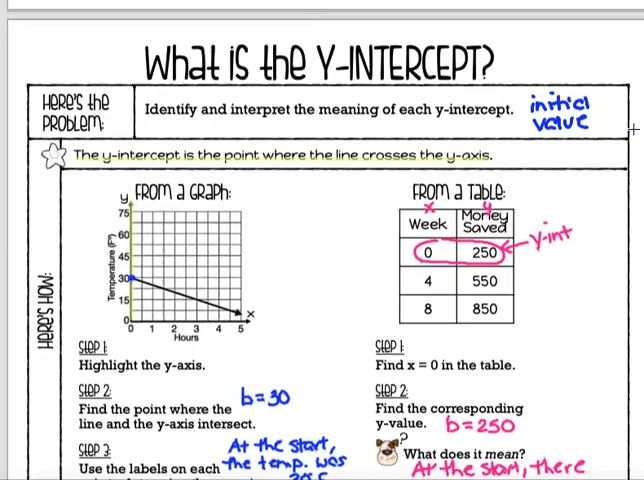 What is the Y-INTERCEPT?
HERE'S the PROBLEM:
Identify and interpret the meaning of each y-intercept.
initial value
The y-intercept is the point where the line crosses the y-axis.
HERE'S HOW:
FROM a GRAPH:
y
75
60
45
30
15
0
Temperature (F°)
0 1 2 3 4 5
x
Hours
STEP 1:
Highlight the y-axis.
STEP 2:
Find the point where the
line and the y-axis intersect.
b=30
STEP 3:
Use the labels on each
At the start,
the temp. was
FROM a TABLE:
x y
Week Money Saved
0 250
y-int
4 550
8 850
STEP 1:
Find x = 0 in the table.
STEP 2:
Find the corresponding
y-value. b=250
?
What does it mean?
At the start, there